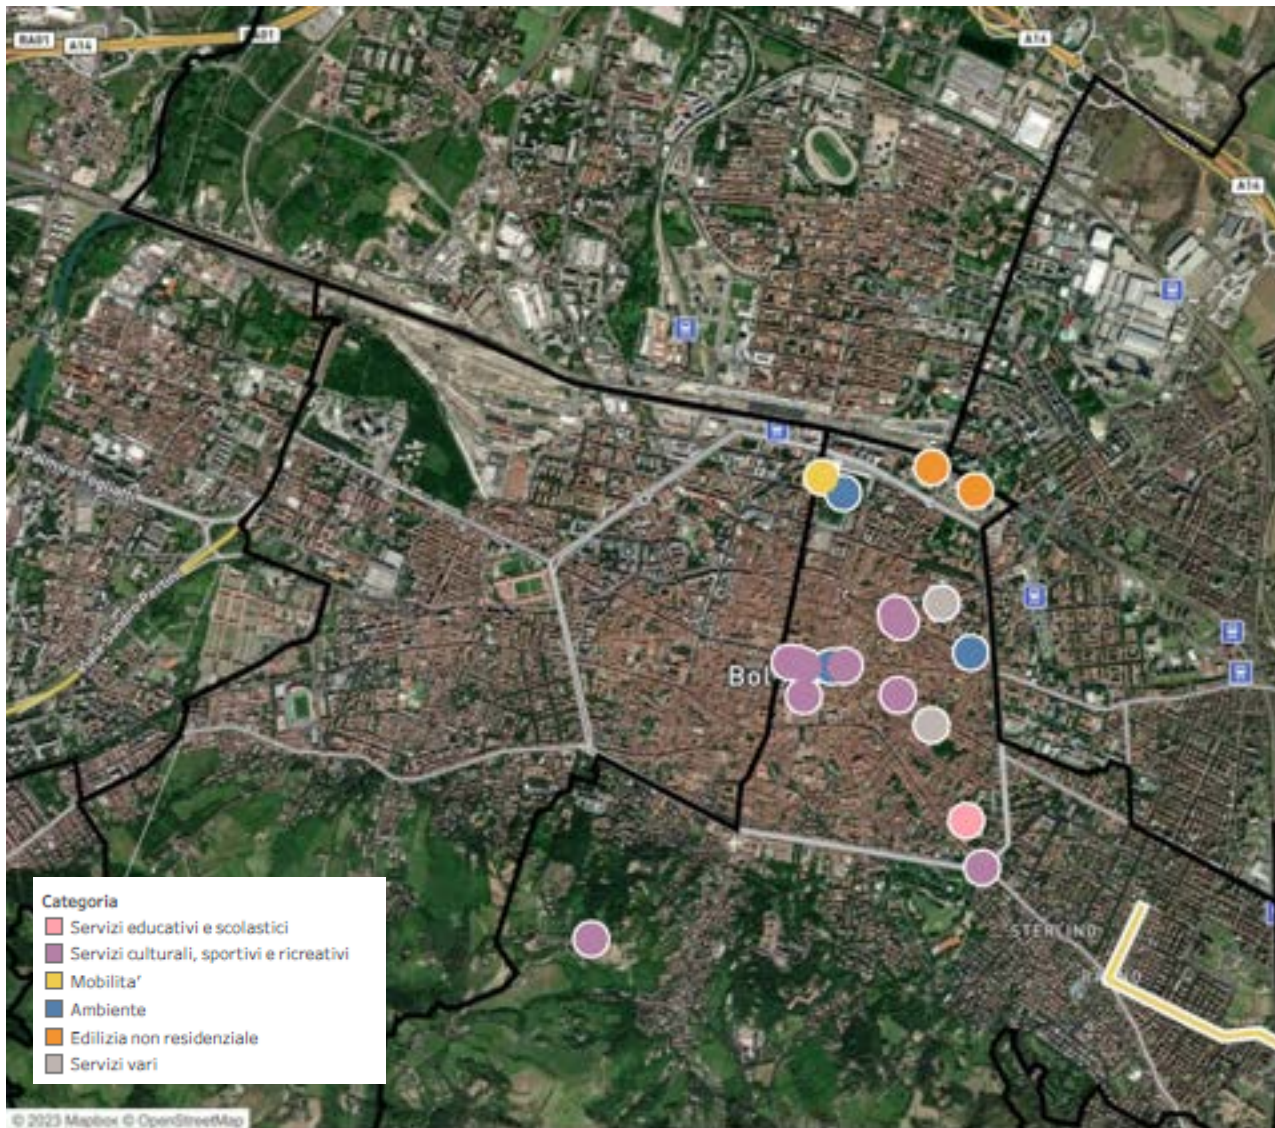 RA01
A14
RA01
A14
A14
Bol
STERLINO
Categoria
Servizi educativi e scolastici
Servizi culturali, sportivi e ricreativi
Mobilita'
Ambiente
Edilizia non residenziale
Servizi vari
© 2023 Mapbox © OpenStreetMap